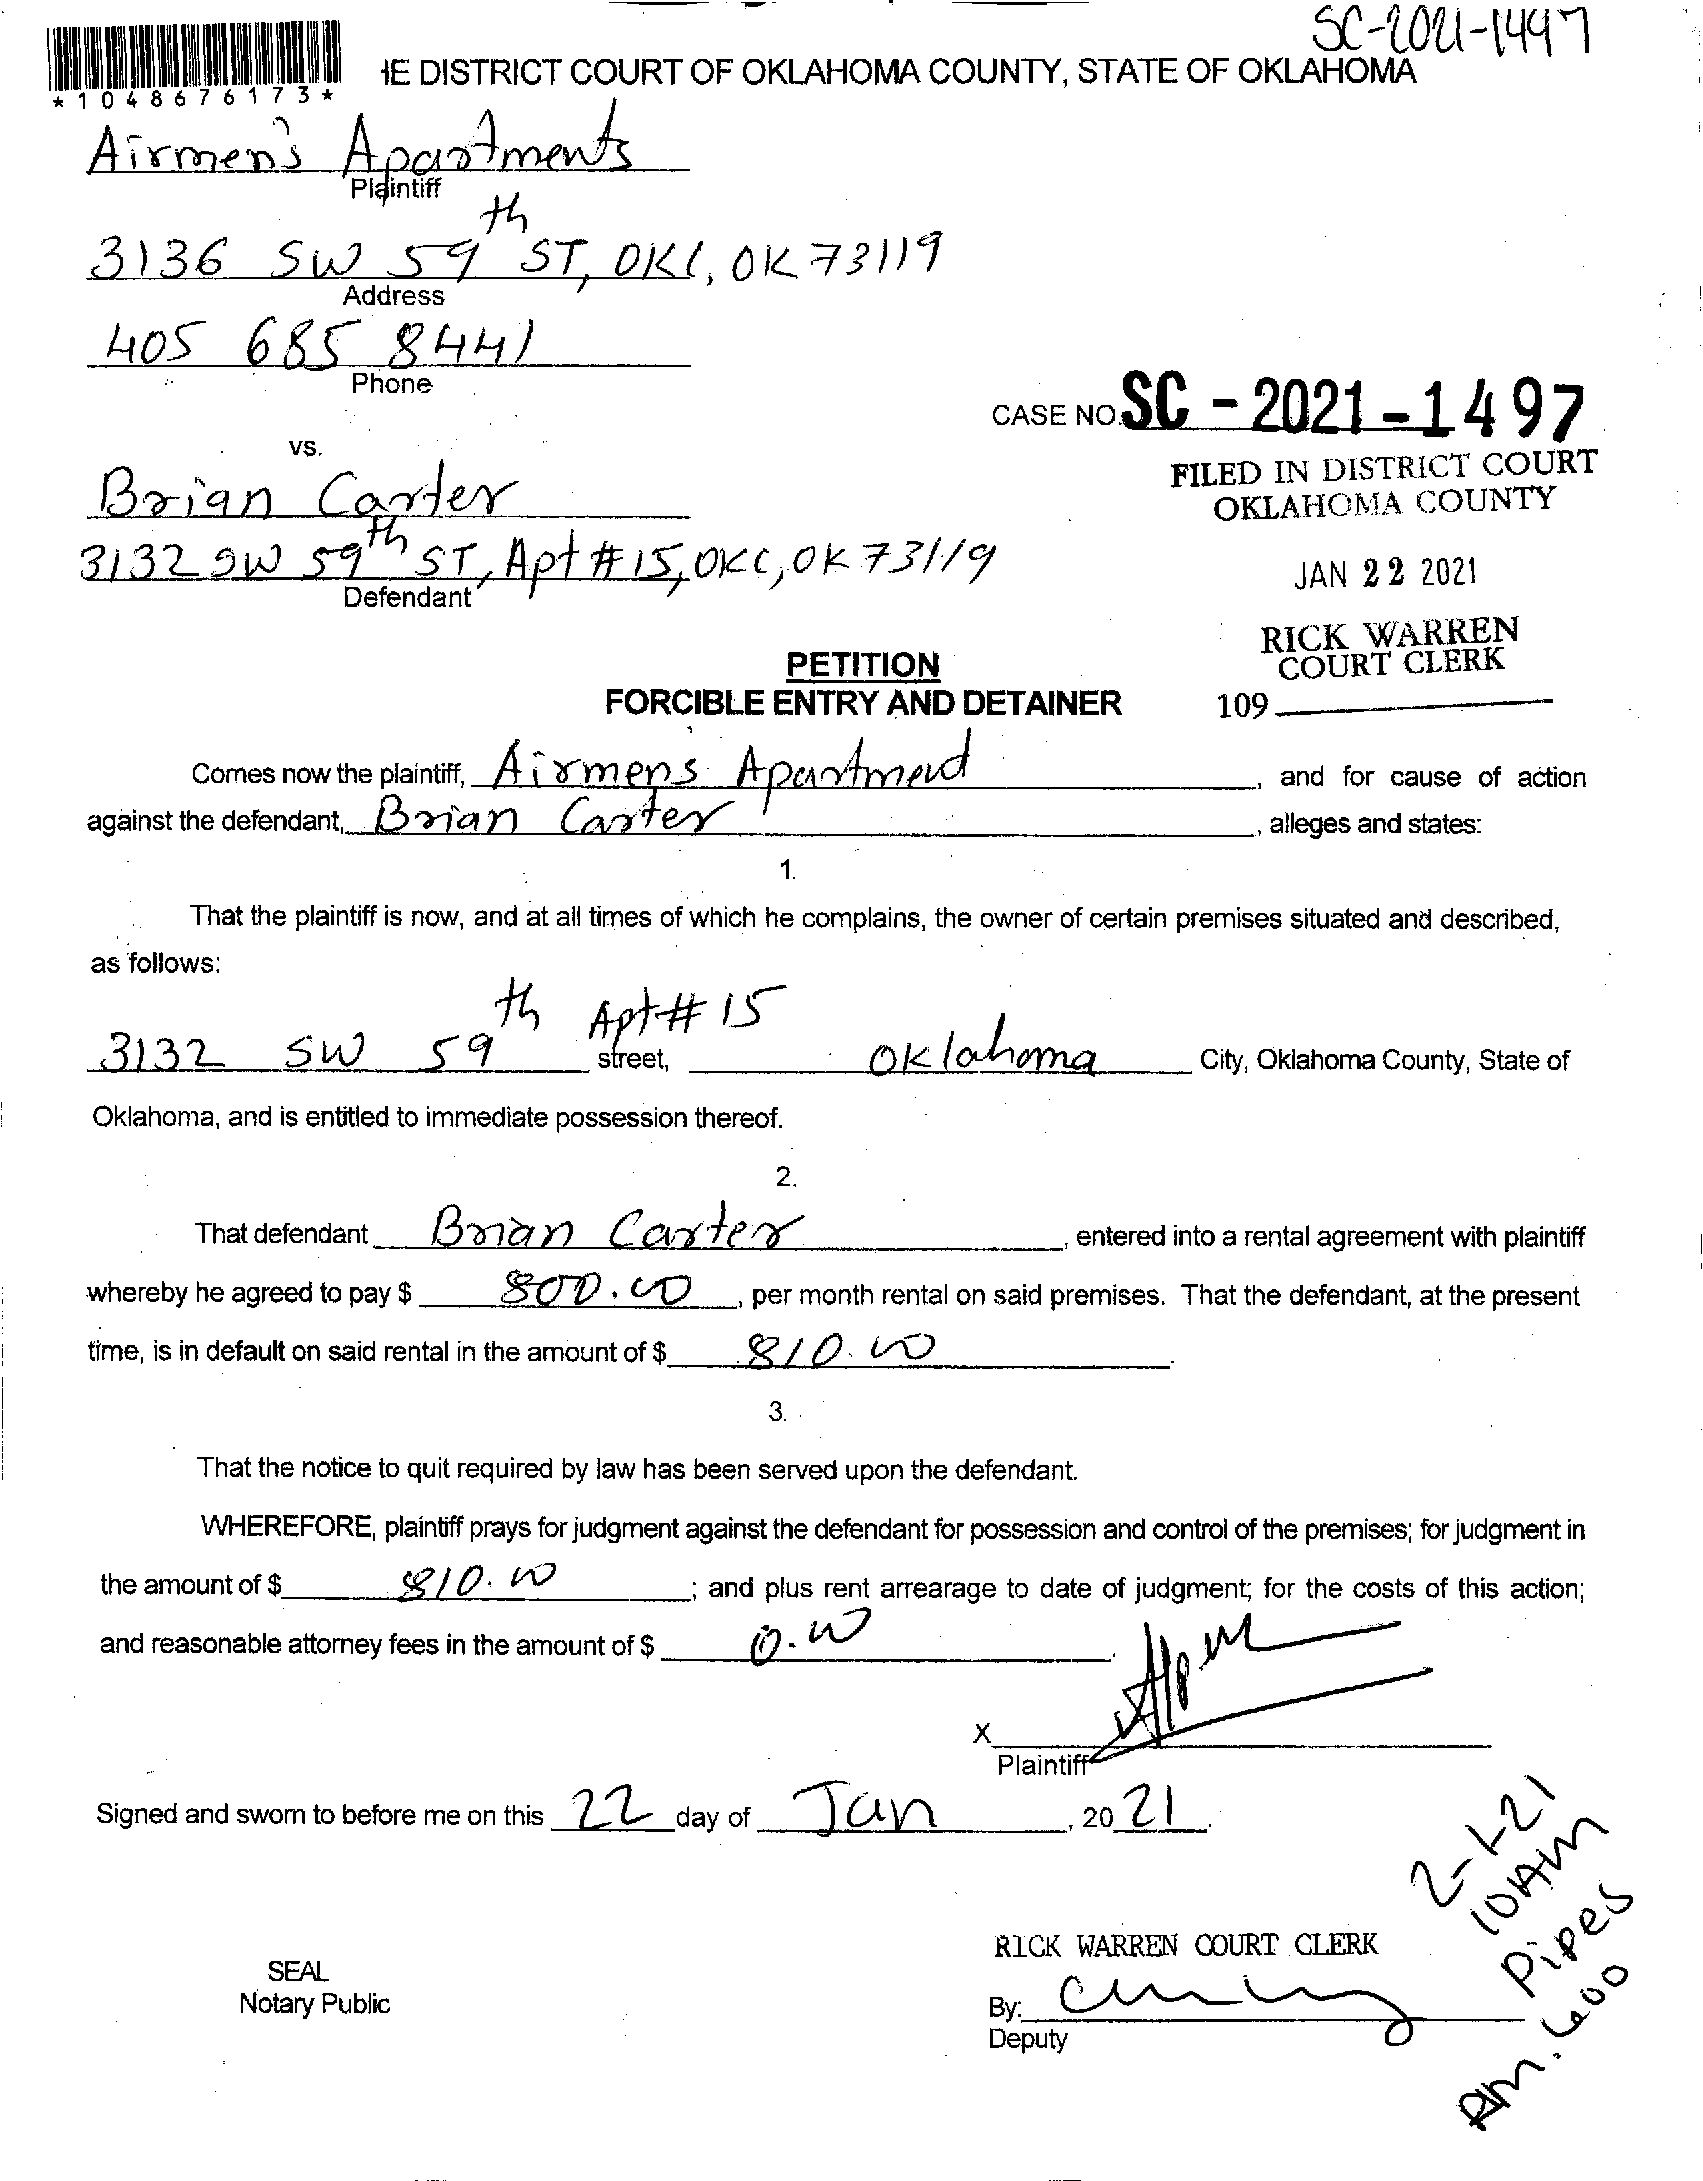 SC-2021-1497
*1048676173*
HE DISTRICT COURT OF OKLAHOMA COUNTY, STATE OF OKLAHOMA
Airmen's Apartments
Plaintiff
3136 SW 59th ST, OKC, OK 73119
Address
405 685 8441
Phone
CASE NO. SC - 2021 - 1497
vs.
FILED IN DISTRICT COURT
OKLAHOMA COUNTY
Brian Carter
3132 SW 59th ST, Apt #15, OKC, OK 73119
Defendant
JAN 22 2021
RICK WARREN
COURT CLERK
109
PETITION
FORCIBLE ENTRY AND DETAINER
Comes now the plaintiff, Airmens Apartment, and for cause of action
against the defendant, Brian Carter, alleges and states:
1.
That the plaintiff is now, and at all times of which he complains, the owner of certain premises situated and described,
as follows:
3132 SW 59th Apt# 15 street, Oklahoma City, Oklahoma County, State of
Oklahoma, and is entitled to immediate possession thereof.
2.
That defendant Brian Carter, entered into a rental agreement with plaintiff
whereby he agreed to pay $ 800.00, per month rental on said premises. That the defendant, at the present
time, is in default on said rental in the amount of $ 810.00.
3.
That the notice to quit required by law has been served upon the defendant.
WHEREFORE, plaintiff prays for judgment against the defendant for possession and control of the premises; for judgment in
the amount of $ 810.00; and plus rent arrearage to date of judgment; for the costs of this action;
and reasonable attorney fees in the amount of $ 0.00.
X
Plaintiff
Signed and sworn to before me on this 22 day of Jan, 20 21.
2-1-21
10AM
Pipes
Rm. 600
RICK WARREN COURT CLERK
SEAL
Notary Public
By:
Deputy